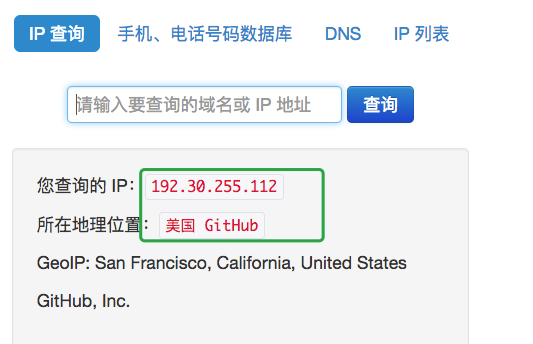 IP 查询 手机、电话号码数据库 DNS IP 列表
请输入要查询的域名或 IP 地址 查询
您查询的 IP： 192.30.255.112
所在地理位置： 美国 GitHub
GeoIP: San Francisco, California, United States
GitHub, Inc.